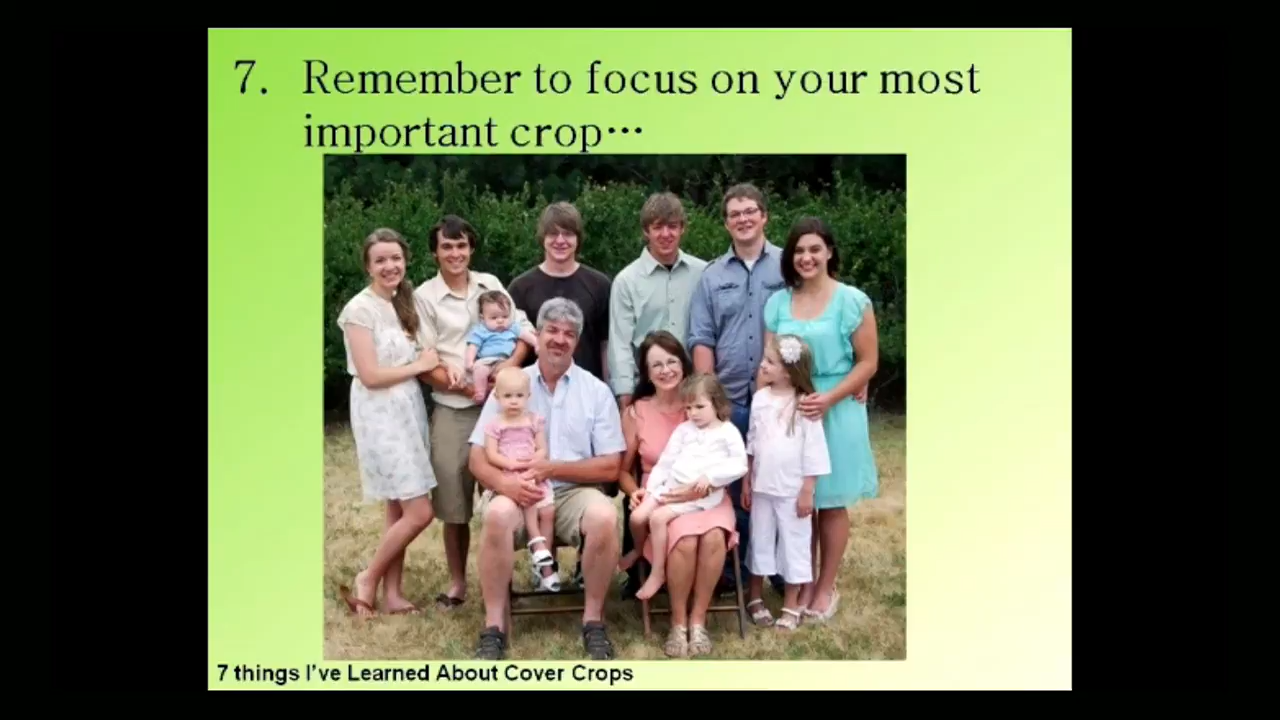 7. Remember to focus on your most
important crop…
7 things I've Learned About Cover Crops